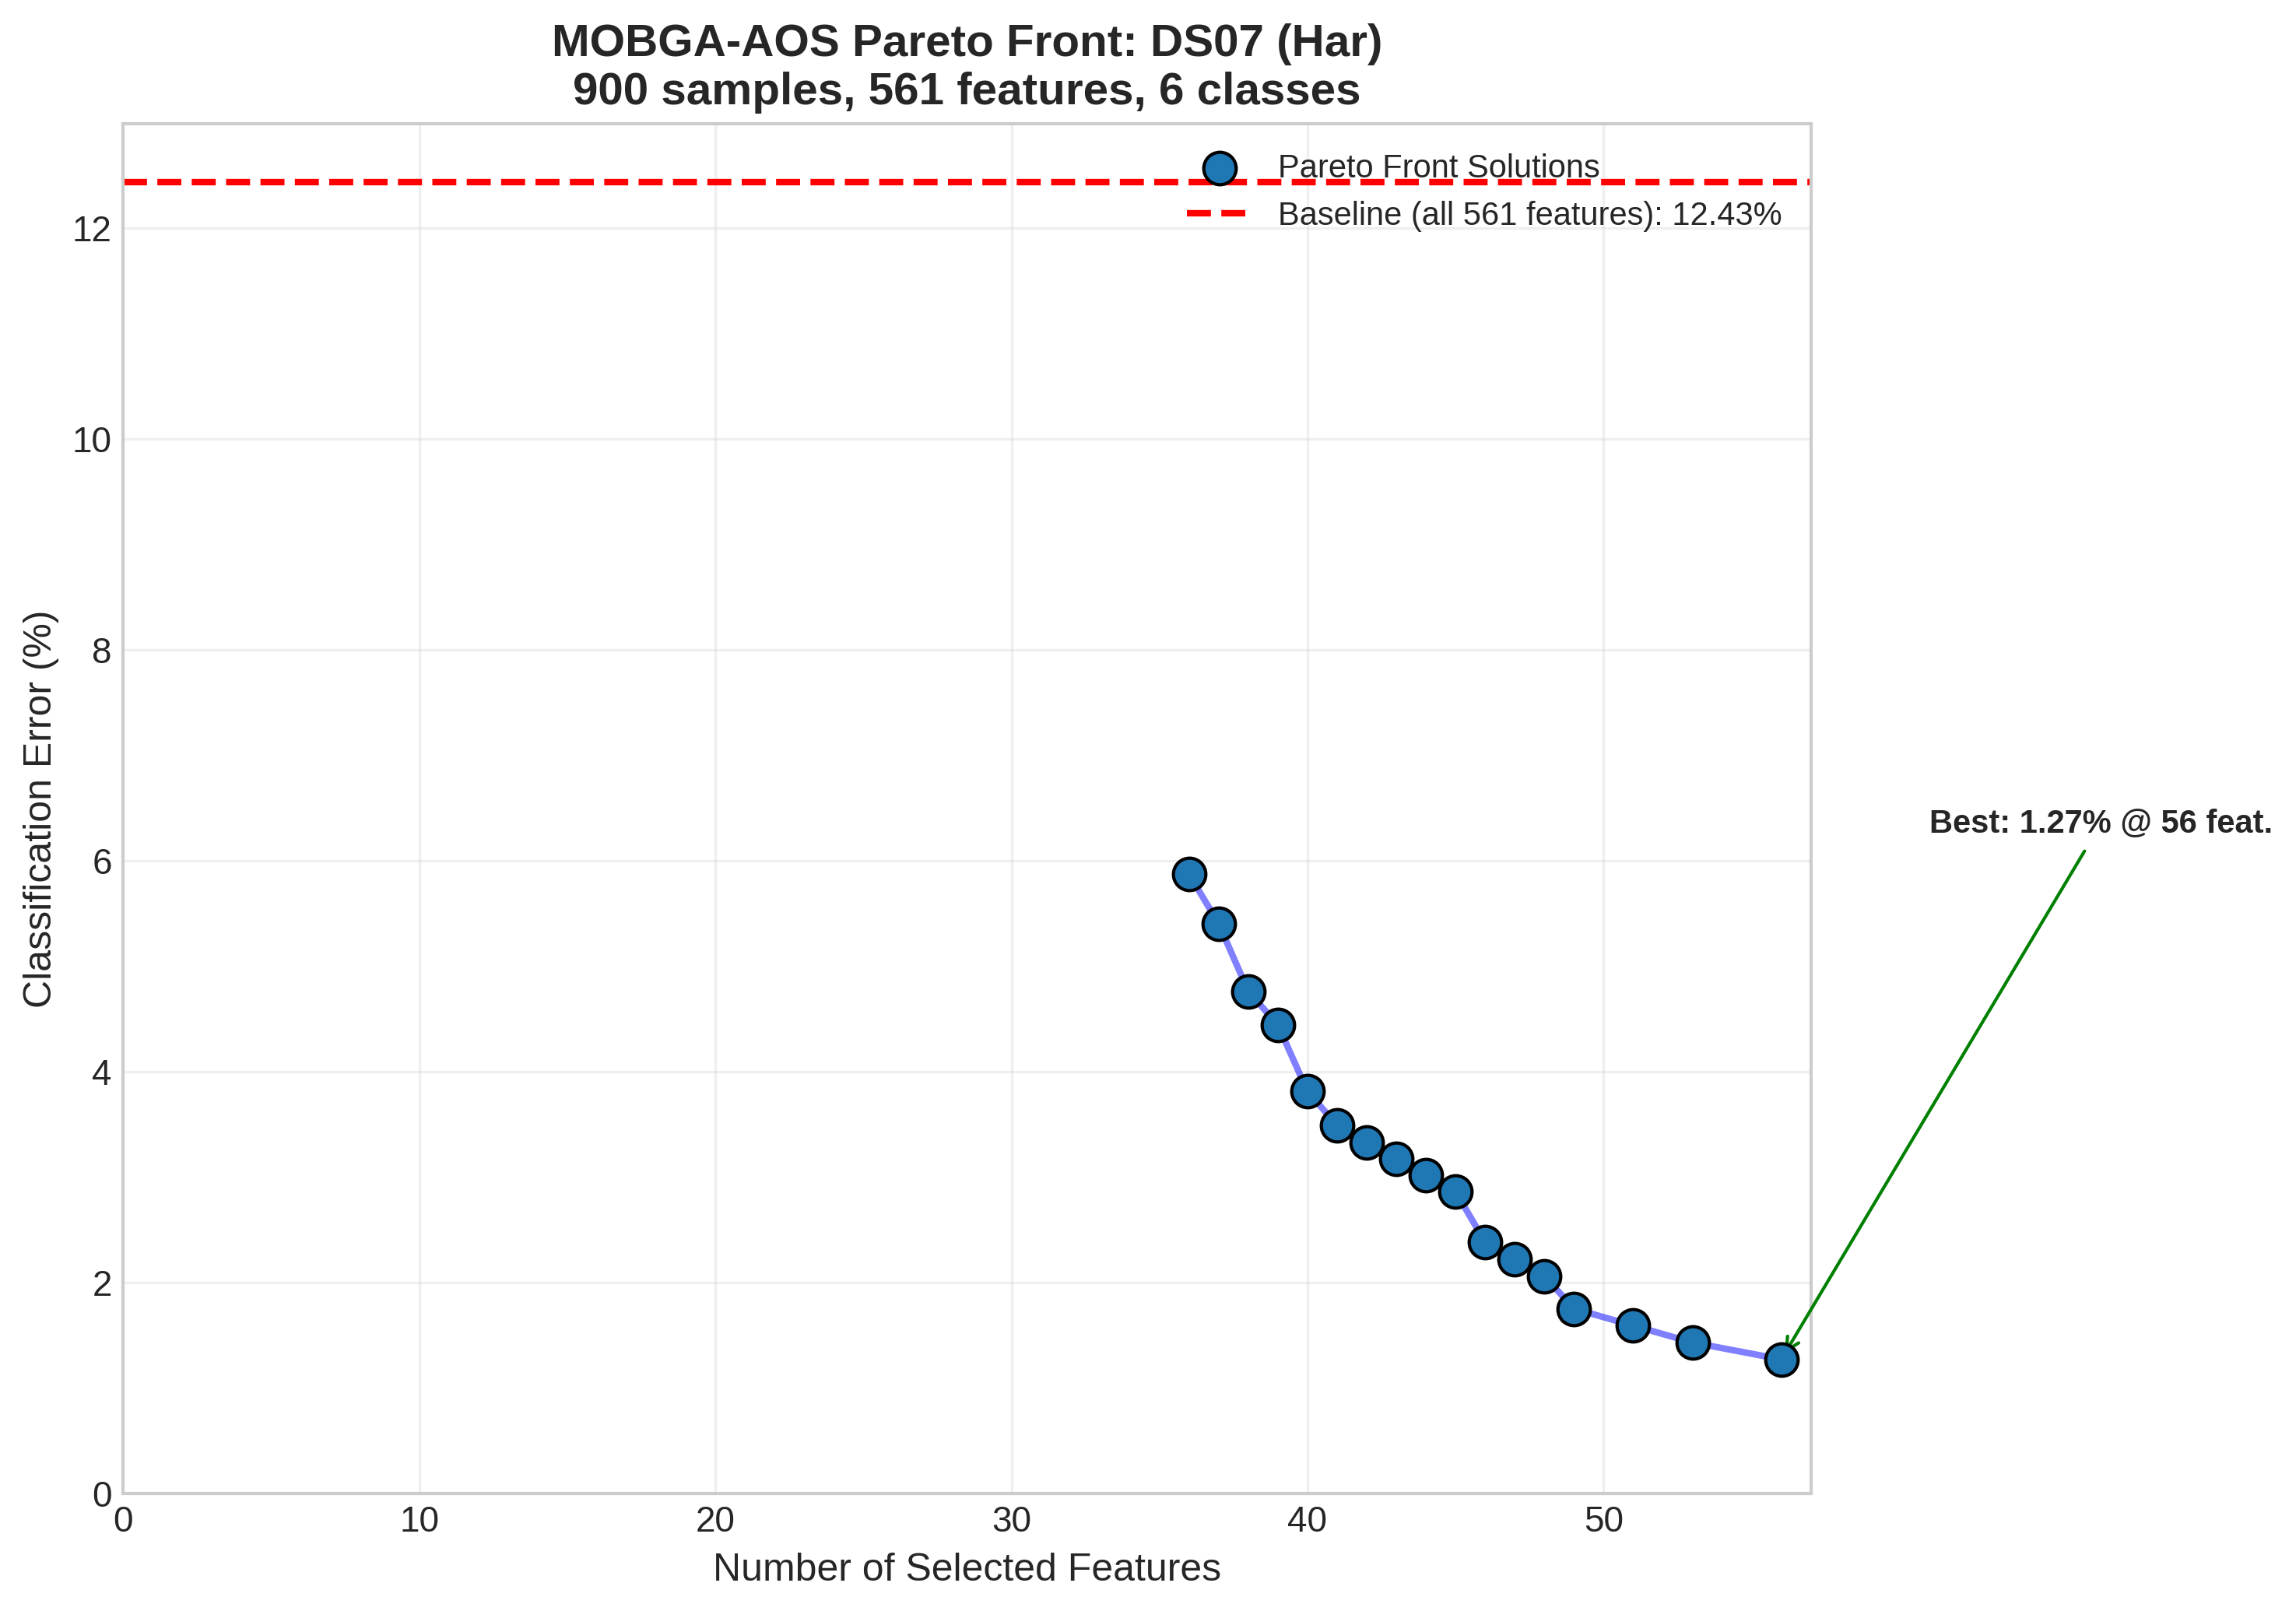 MOBGA-AOS Pareto Front: DS07 (Har)
900 samples, 561 features, 6 classes
Pareto Front Solutions
Baseline (all 561 features): 12.43%
Classification Error (%)
12
10
8
6
4
2
0
Best: 1.27% @ 56 feat.
0 10 20 30 40 50
Number of Selected Features